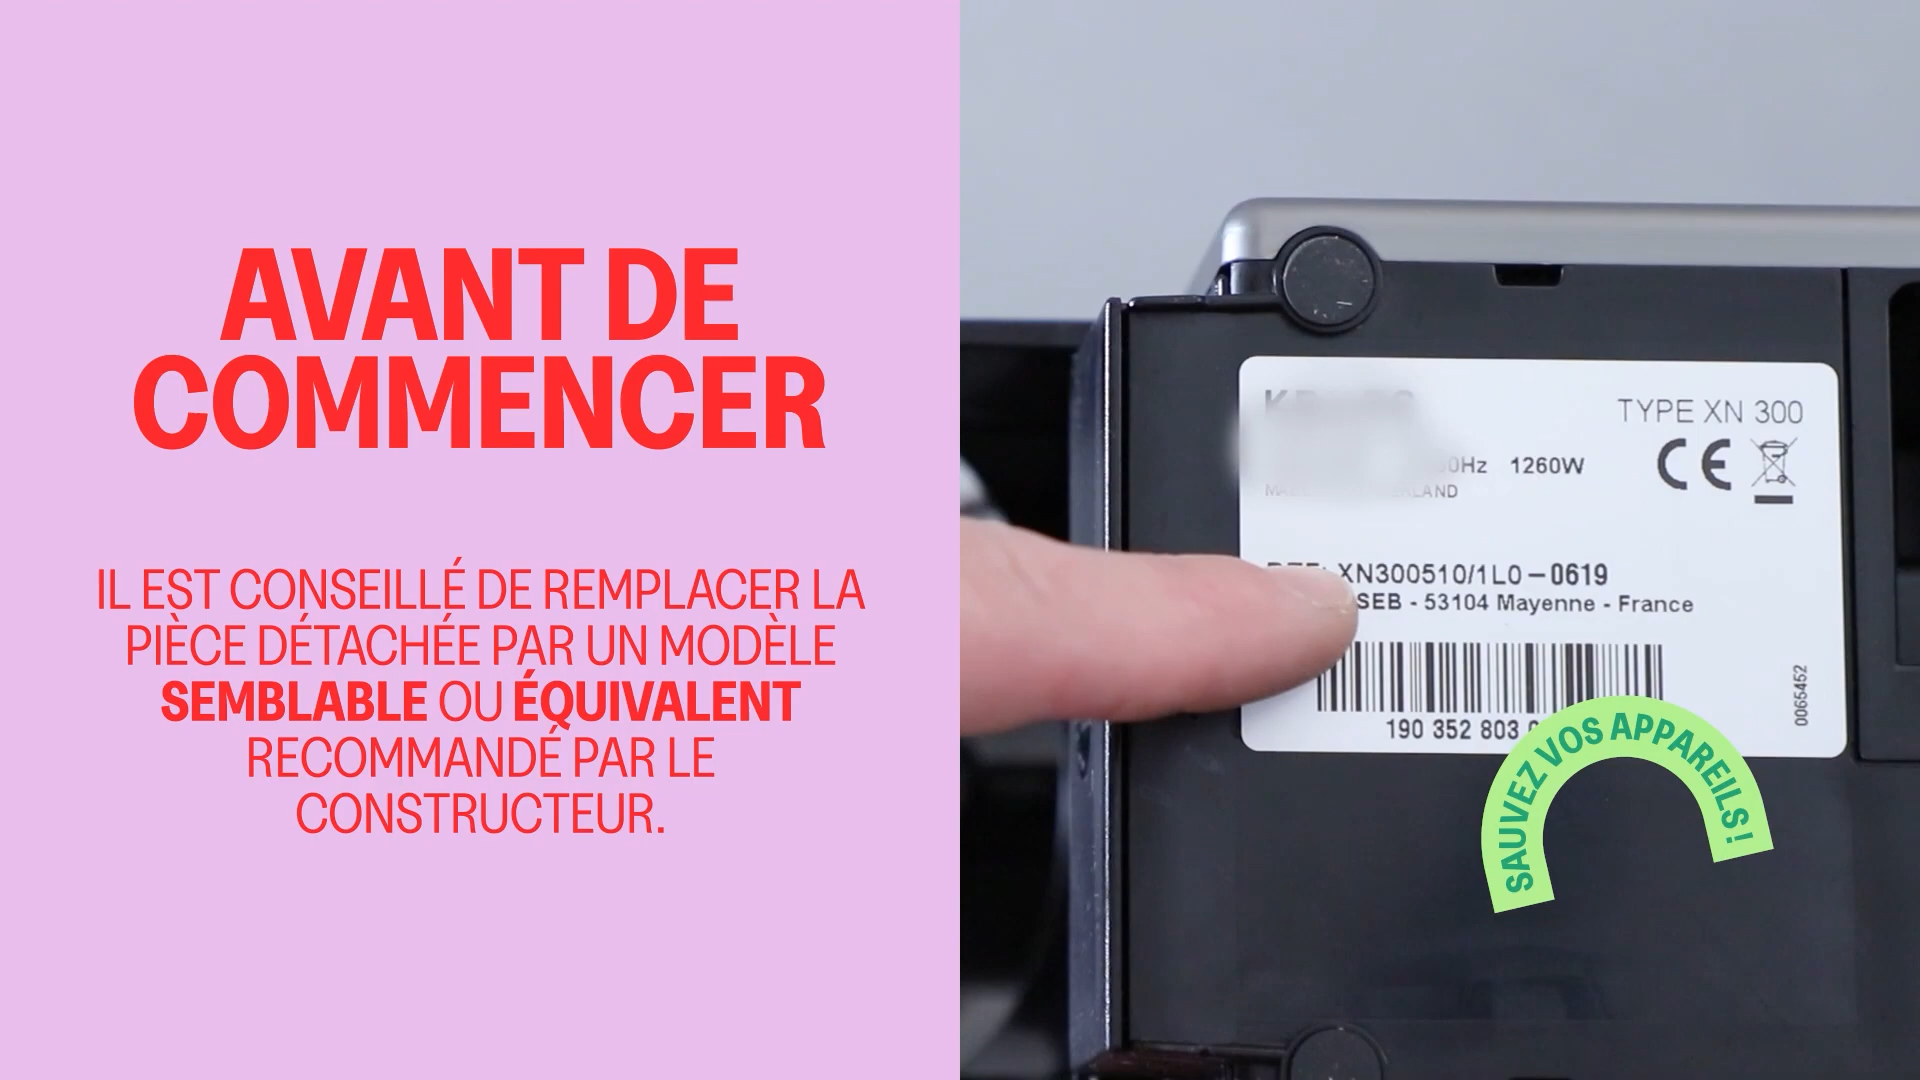 AVANT DE
COMMENCER
IL EST CONSEILLÉ DE REMPLACER LA
PIÈCE DÉTACHÉE PAR UN MODÈLE
SEMBLABLE OU ÉQUIVALENT
RECOMMANDÉ PAR LE
CONSTRUCTEUR.
TYPE XN 300
1260W
CE
XN300510/1L0-0619
SEB - 53104 Mayenne - France
190 352 803
0065452
SAUVEZ VOS APPAREILS !